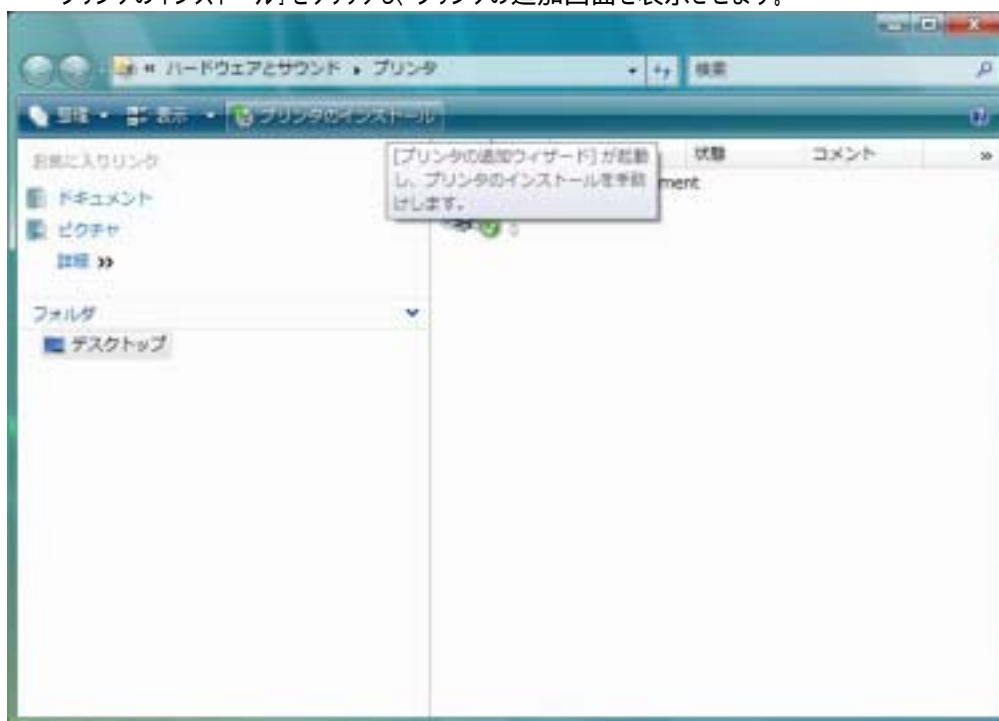 プリンタのインストール」をクリックし、プリンタの追加画面を表示させます。
« ハードウェアとサウンド ▸ プリンタ
検索
整理 表示 プリンタのインストール
お気に入りリンク
ドキュメント
ピクチャ
詳細 »
フォルダ
デスクトップ
状態 コメント »
ment
[プリンタの追加ウィザード] が起動
し、プリンタのインストールを手助
けします。
0